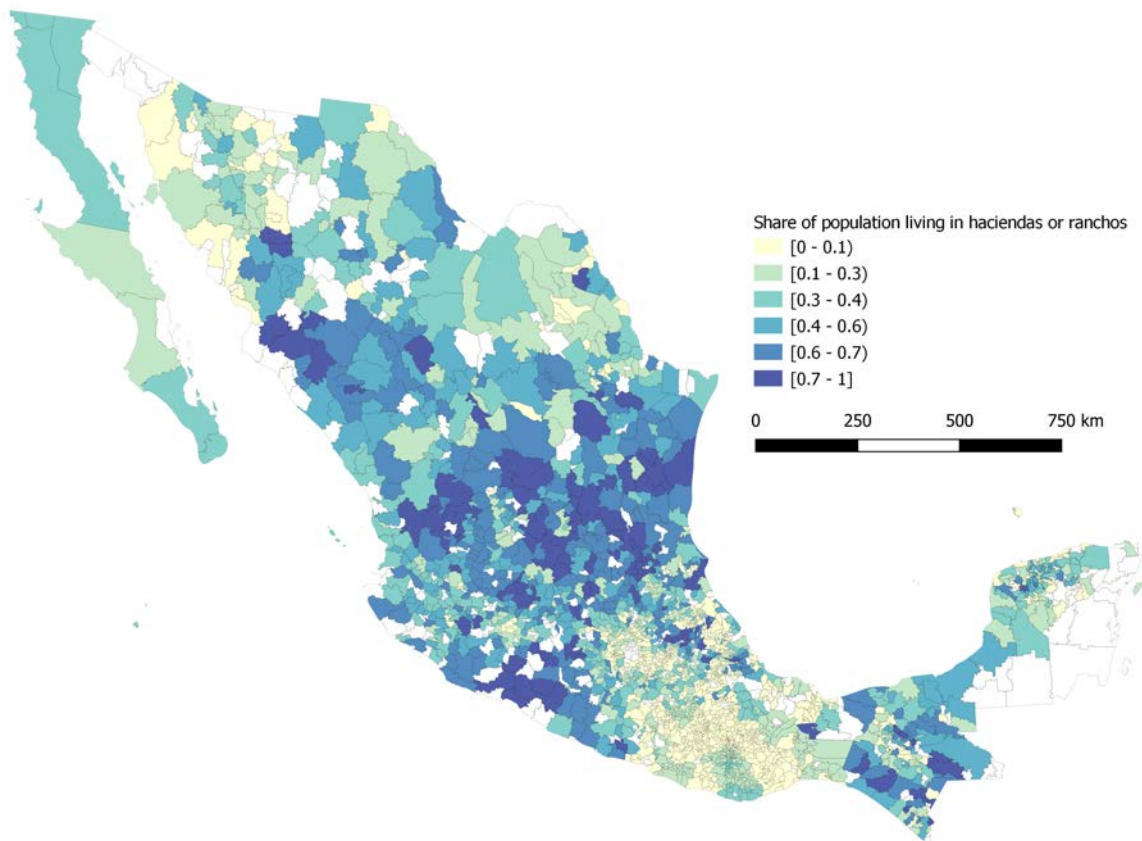 Share of population living in haciendas or ranchos
[0 - 0.1)
[0.1 - 0.3)
[0.3 - 0.4)
[0.4 - 0.6)
[0.6 - 0.7)
[0.7 - 1]
0 250 500 750 km